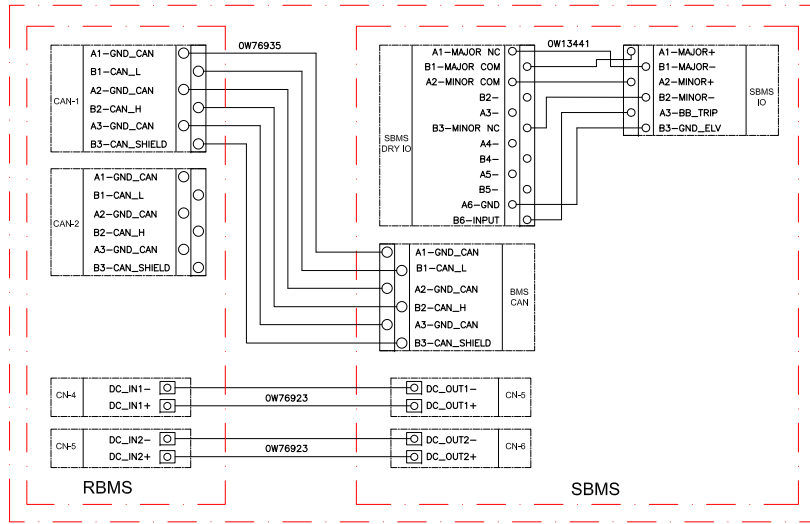 0W76935
CAN-1
A1-GND_CAN
B1-CAN_L
A2-GND_CAN
B2-CAN_H
A3-GND_CAN
B3-CAN_SHIELD
CAN-2
A1-GND_CAN
B1-CAN_L
A2-GND_CAN
B2-CAN_H
A3-GND_CAN
B3-CAN_SHIELD
SBMS
DRY IO
A1-MAJOR NC
B1-MAJOR COM
A2-MINOR COM
B2-
A3-
B3-MINOR NC
A4-
B4-
A5-
B5-
A6-GND
B6-INPUT
0W13441
A1-MAJOR+
B1-MAJOR-
A2-MINOR+
B2-MINOR-
A3-BB_TRIP
B3-GND_ELV
SBMS
IO
A1-GND_CAN
B1-CAN_L
A2-GND_CAN
B2-CAN_H
A3-GND_CAN
B3-CAN_SHIELD
BMS
CAN
CN-4
DC_IN1-
DC_IN1+
0W76923
DC_OUT1-
DC_OUT1+
CN-5
CN-5
DC_IN2-
DC_IN2+
0W76923
DC_OUT2-
DC_OUT2+
CN-6
RBMS
SBMS